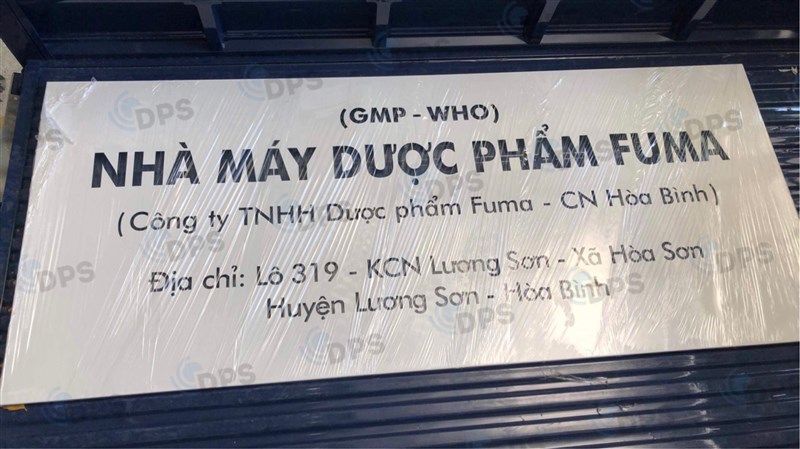 (GMP - WHO)
NHÀ MÁY DƯỢC PHẨM FUMA
(Công ty TNHH Dược phẩm Fuma - CN Hòa Bình)
Địa chỉ: Lô 319 - KCN Lương Sơn - Xã Hòa Sơn
Huyện Lương Sơn - Hòa Bình
DPS